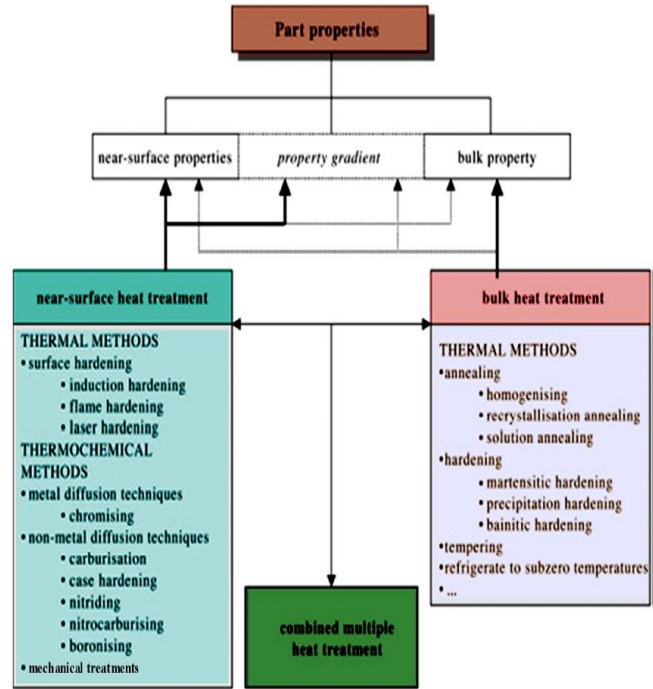 Part properties
near-surface properties
property gradient
bulk property
near-surface heat treatment
THERMAL METHODS
•surface hardening
• induction hardening
• flame hardening
• laser hardening
THERMOCHEMICAL
METHODS
• metal diffusion techniques
• chromising
• non-metal diffusion techniques
• carburisation
• case hardening
• nitriding
• nitrocarburising
• boronising
• mechanical treatments
bulk heat treatment
THERMAL METHODS
•annealing
• homogenising
• recrystallisation annealing
• solution annealing
•hardening
• martensitic hardening
• precipitation hardening
• bainitic hardening
•tempering
•refrigerate to subzero temperatures
• ...
combined multiple
heat treatment